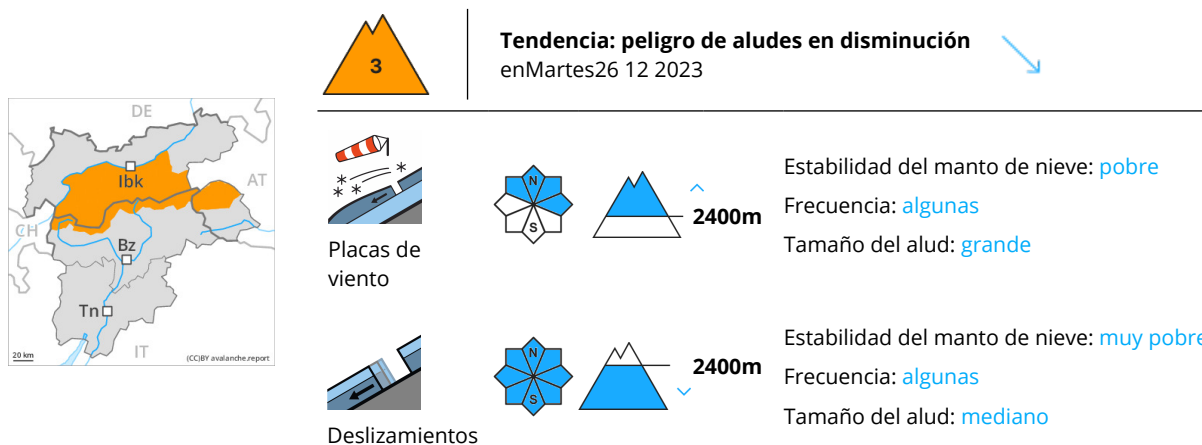 3
Tendencia: peligro de aludes en disminución
enMartes26 12 2023
DE
AT
Ibk
CH
Bz
Tn
IT
20 km
(CC)BY avalanche.report
Placas de
viento
N
S
2400m
Estabilidad del manto de nieve: pobre
Frecuencia: algunas
Tamaño del alud: grande
Deslizamientos
N
S
2400m
Estabilidad del manto de nieve: muy pobre
Frecuencia: algunas
Tamaño del alud: mediano